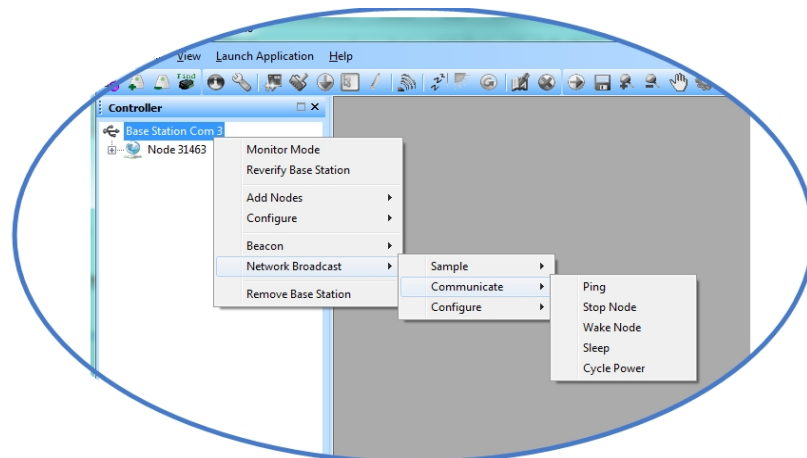 View Launch Application Help
Find
Controller
Base Station Com 3
Node 31463
Monitor Mode
Reverify Base Station
Add Nodes
Configure
Beacon
Network Broadcast
Remove Base Station
Sample
Communicate
Configure
Ping
Stop Node
Wake Node
Sleep
Cycle Power